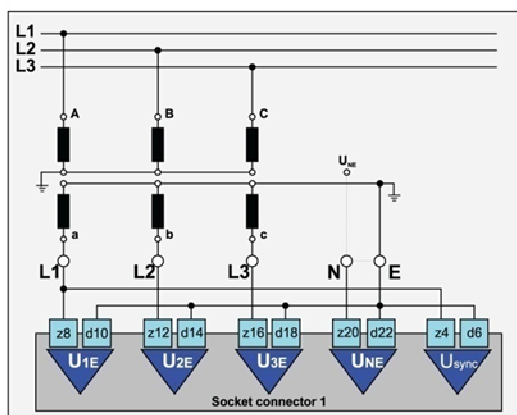 L1
L2
L3
A B C
U_NE
a b c
L1 L2 L3 N E
z8 d10 z12 d14 z16 d18 z20 d22 z4 d6
U1E U2E U3E UNE Usync
Socket connector 1